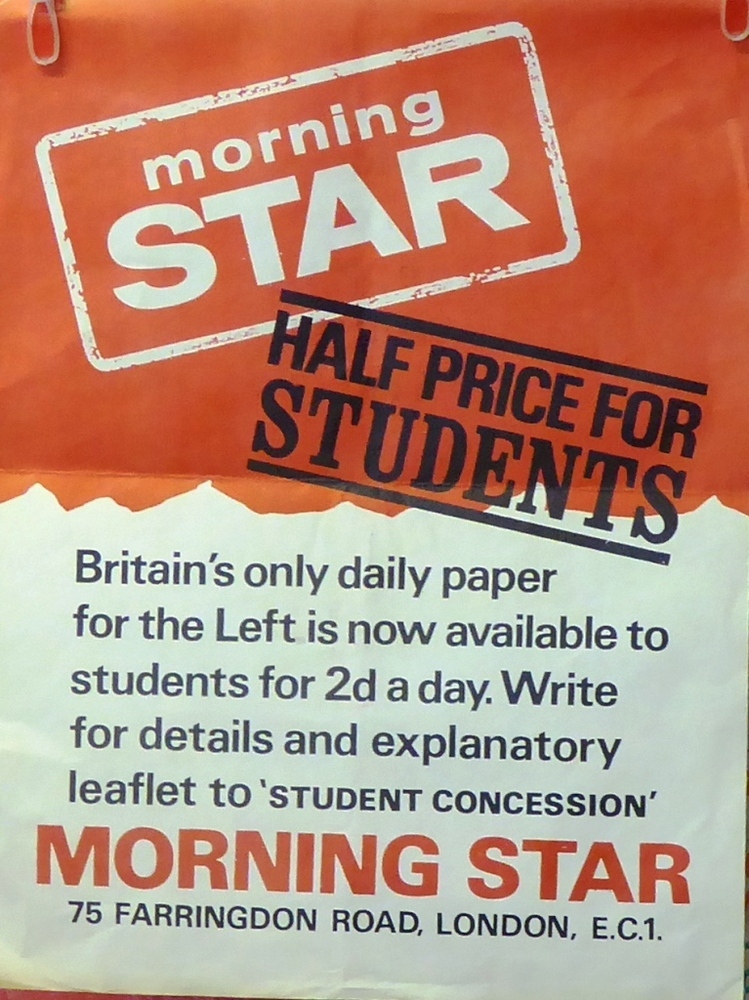 morning
STAR
HALF PRICE FOR
STUDENTS
Britain's only daily paper
for the Left is now available to
students for 2d a day. Write
for details and explanatory
leaflet to 'STUDENT CONCESSION'
MORNING STAR
75 FARRINGDON ROAD, LONDON, E.C.1.